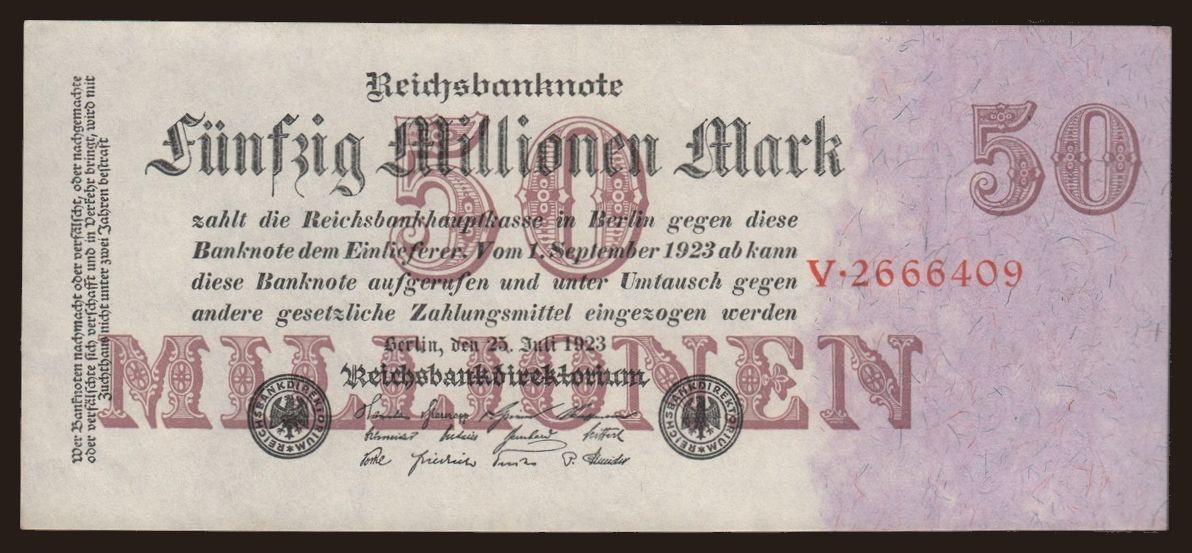 Reichsbanknote
Fünfzig Millionen Mark
50
50
zahlt die Reichsbankhauptkasse in Berlin gegen diese
Banknote dem Einlieferer. Vom 1. September 1923 ab kann
diese Banknote aufgerufen und unter Umtausch gegen
andere gesetzliche Zahlungsmittel eingezogen werden
V·2666409
Berlin, den 25. Juli 1923
MILLIONEN
Reichsbankdirektorium
REICHSBANKDIREKTORIUM
REICHSBANKDIREKTORIUM
Wer Banknoten nachmacht oder verfälscht, oder nachgemachte
oder verfälschte sich verschafft und in Verkehr bringt, wird mit
Zuchthaus nicht unter zwei Jahren bestraft